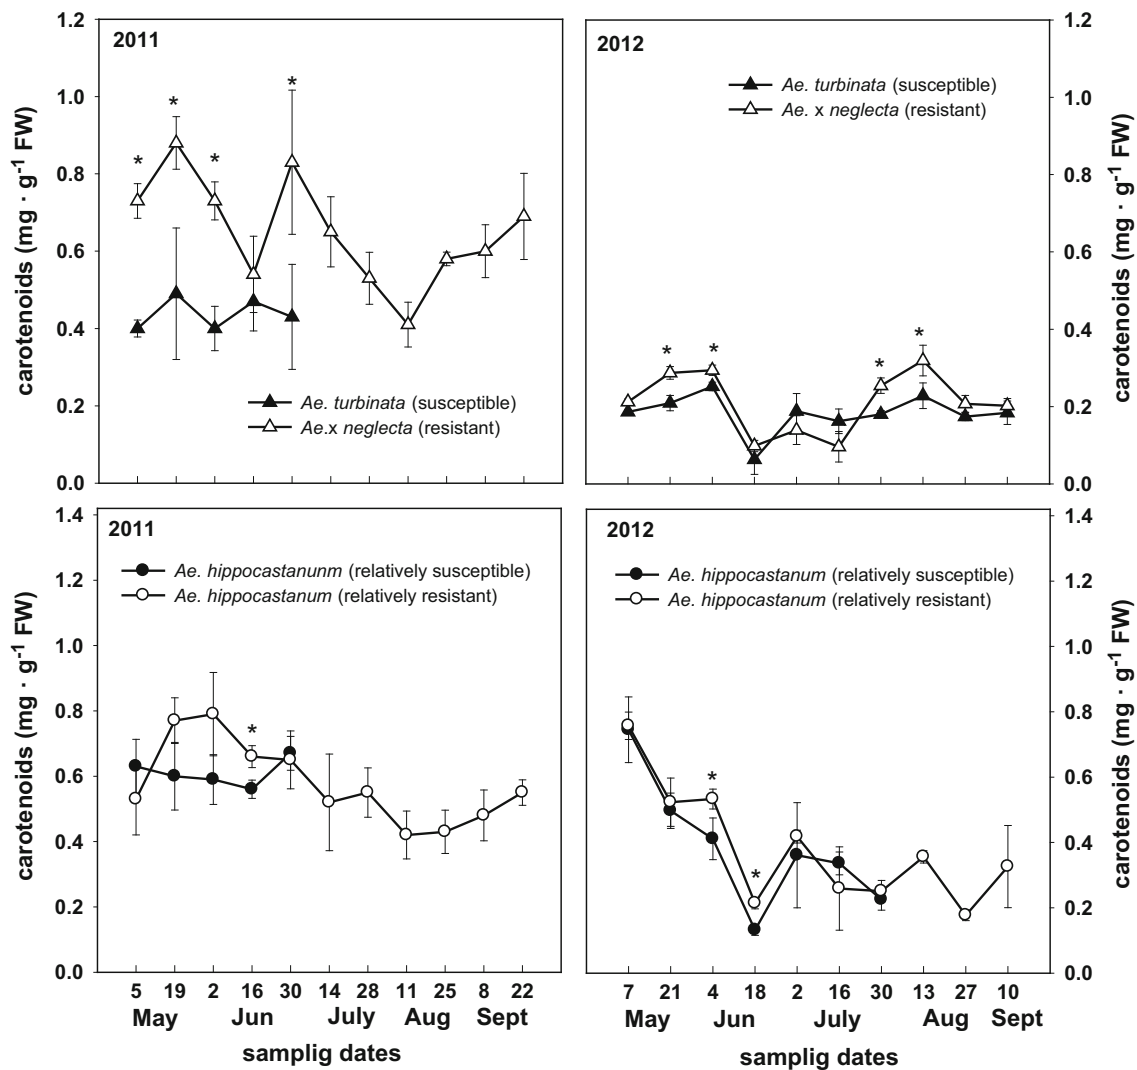 2011
1.2
1.0
0.8
0.6
0.4
0.2
0.0
carotenoids (mg · g-1 FW)
*
*
*
*
Ae. turbinata (susceptible)
Ae.x neglecta (resistant)
2012
Ae. turbinata (susceptible)
Ae. x neglecta (resistant)
*
*
*
*
1.2
1.0
0.8
0.6
0.4
0.2
0.0
carotenoids (mg · g-1 FW)
2011
1.4
1.2
1.0
0.8
0.6
0.4
0.2
0.0
carotenoids (mg · g-1 FW)
Ae. hippocastanunm (relatively susceptible)
Ae. hippocastanum (relatively resistant)
*
5 19 2 16 30 14 28 11 25 8 22
May Jun July Aug Sept
samplig dates
2012
Ae. hippocastanum (relatively susceptible)
Ae. hippocastanum (relatively resistant)
*
*
1.4
1.2
1.0
0.8
0.6
0.4
0.2
0.0
carotenoids (mg · g-1 FW)
7 21 4 18 2 16 30 13 27 10
May Jun July Aug Sept
samplig dates